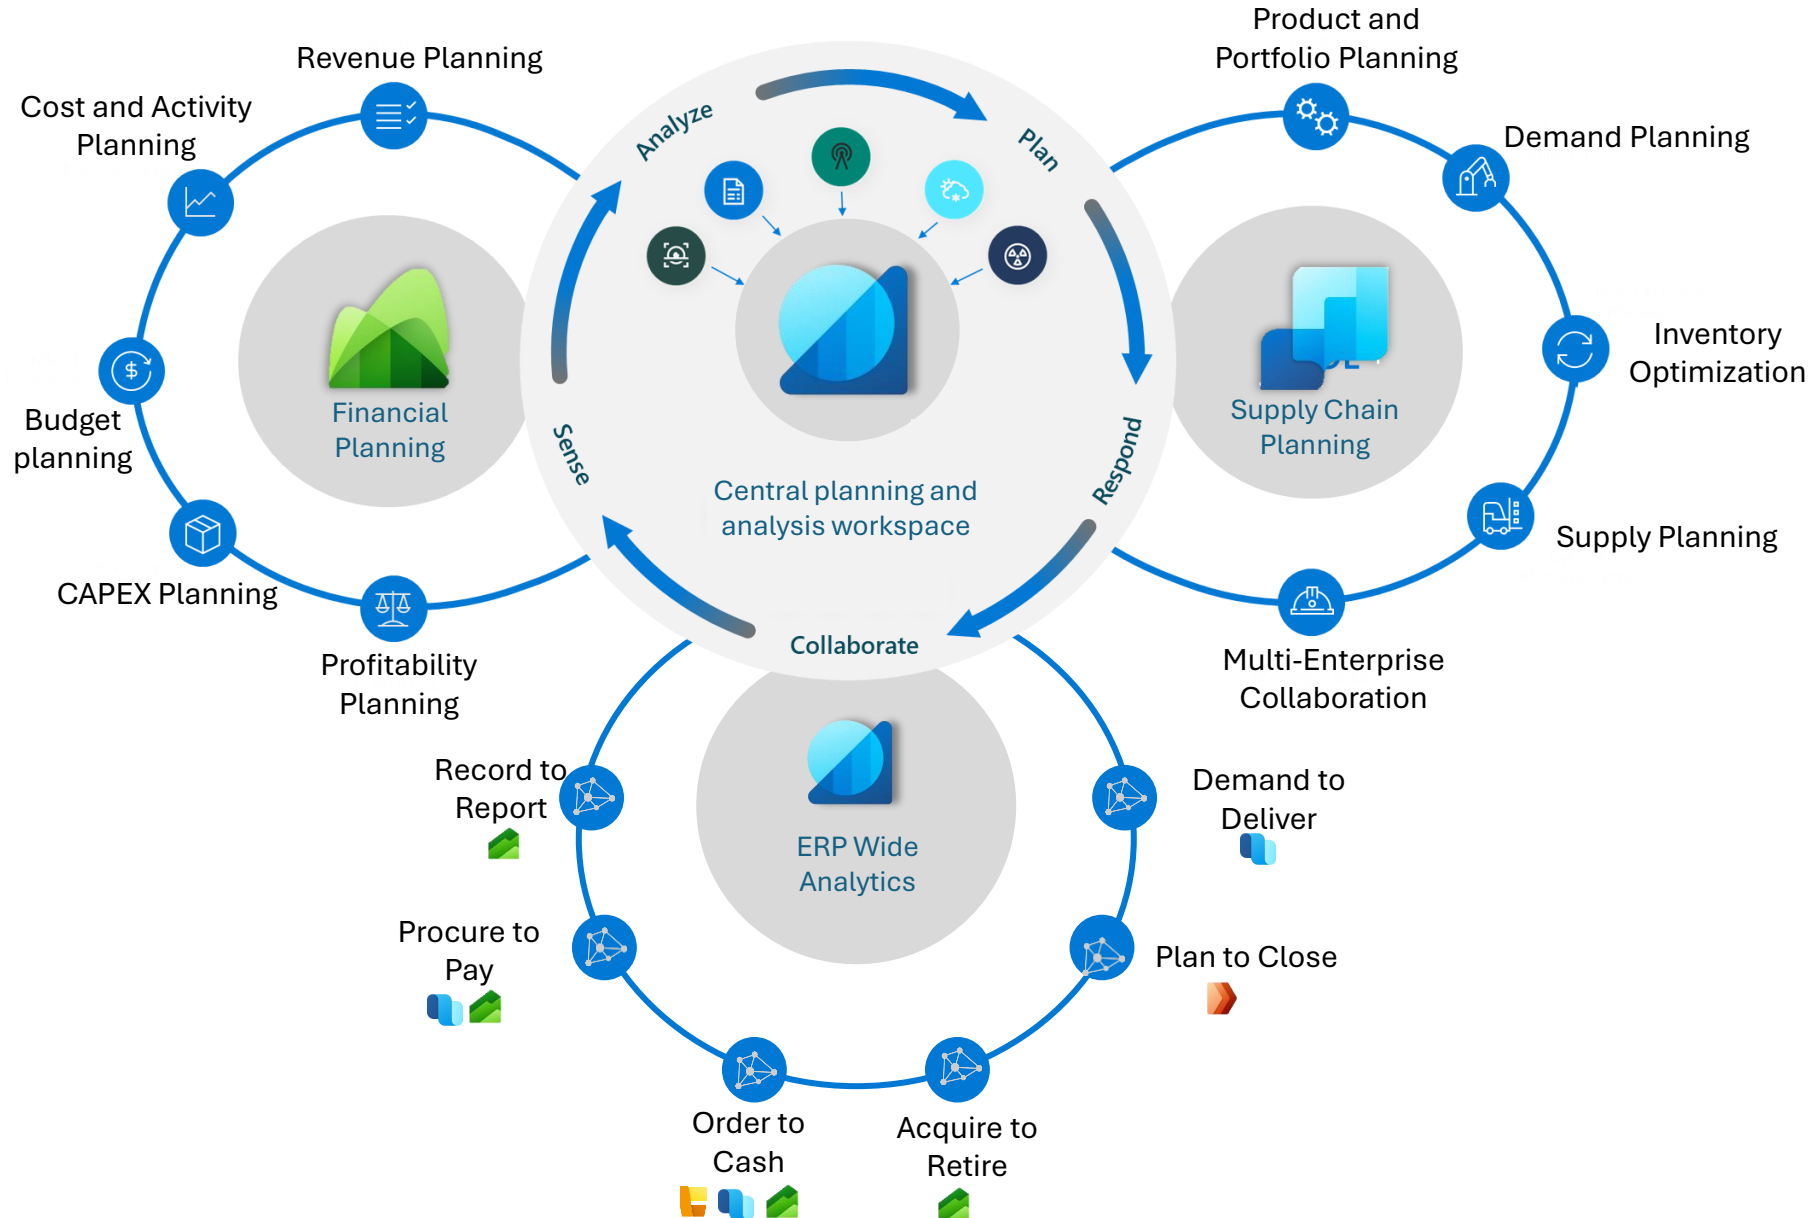 Revenue Planning
Cost and Activity
Planning
Budget
planning
CAPEX Planning
Profitability
Planning
Financial
Planning
Analyze
Plan
Respond
Collaborate
Sense
Central planning and
analysis workspace
Product and
Portfolio Planning
Demand Planning
Inventory
Optimization
Supply Planning
Multi-Enterprise
Collaboration
Supply Chain
Planning
ERP Wide
Analytics
Record to
Report
Procure to
Pay
Order to
Cash
Acquire to
Retire
Plan to Close
Demand to
Deliver